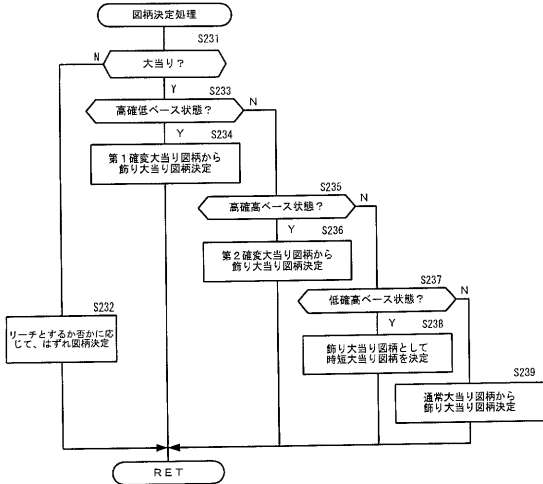 図柄決定処理
S231
N
大当り？
Y
S233
高確低ベース状態？
N
Y
S234
第1確変大当り図柄から
飾り大当り図柄決定
S235
高確高ベース状態？
N
Y
S236
第2確変大当り図柄から
飾り大当り図柄決定
S237
低確高ベース状態？
N
Y
S238
飾り大当り図柄として
時短大当り図柄を決定
S232
リーチとするか否かに応
じて、はずれ図柄決定
S239
通常大当り図柄から
飾り大当り図柄決定
RET